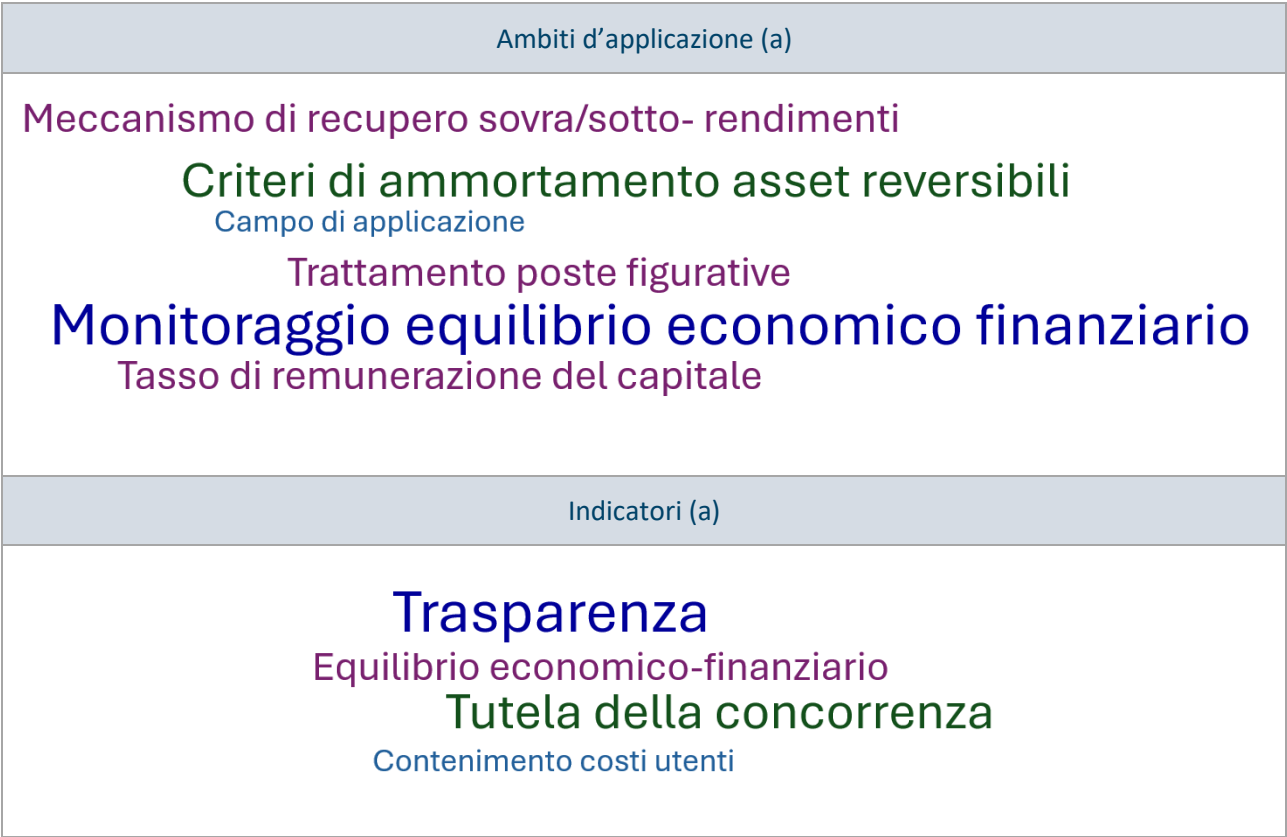 Ambiti d’applicazione (a)
Meccanismo di recupero sovra/sotto- rendimenti
Criteri di ammortamento asset reversibili
Campo di applicazione
Trattamento poste figurative
Monitoraggio equilibrio economico finanziario
Tasso di remunerazione del capitale
Indicatori (a)
Trasparenza
Equilibrio economico-finanziario
Tutela della concorrenza
Contenimento costi utenti